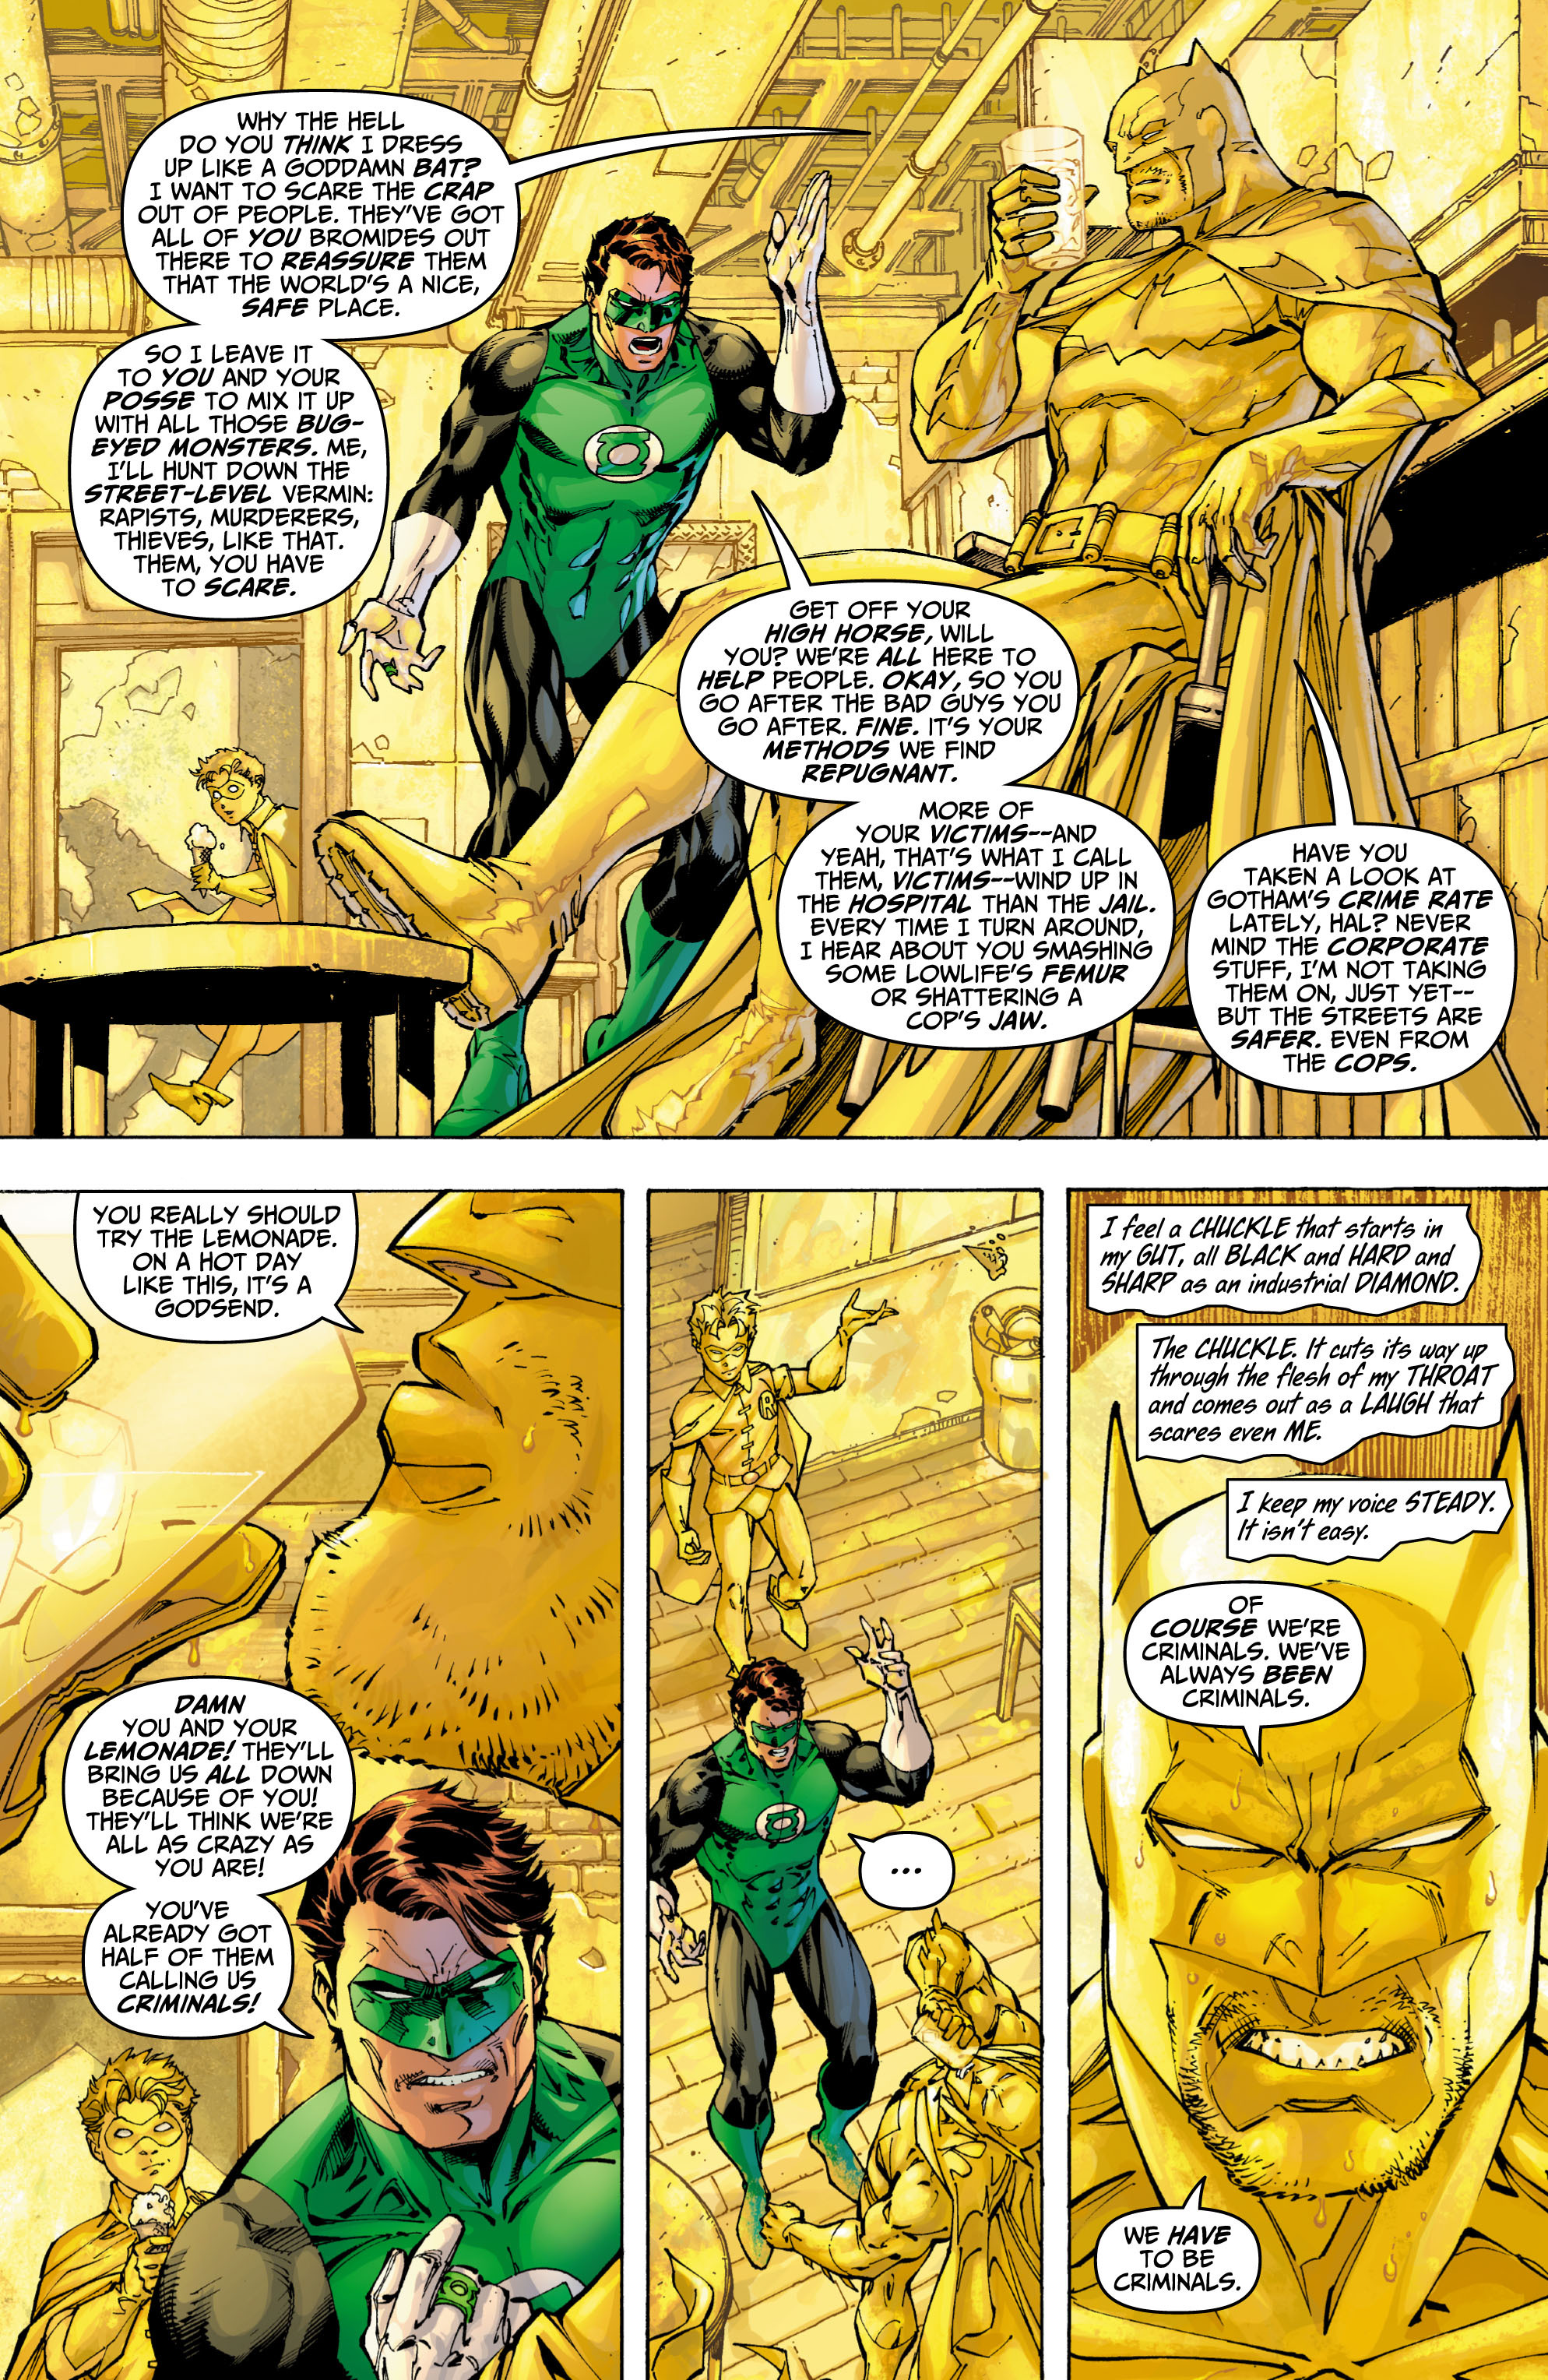 WHY THE HELL
DO YOU THINK I DRESS
UP LIKE A GODDAMN BAT?
I WANT TO SCARE THE CRAP
OUT OF PEOPLE. THEY'VE GOT
ALL OF YOU BROMIDES OUT
THERE TO REASSURE THEM
THAT THE WORLD'S A NICE,
SAFE PLACE.
SO I LEAVE IT
TO YOU AND YOUR
POSSE TO MIX IT UP
WITH ALL THOSE BUG-
EYED MONSTERS. ME,
I'LL HUNT DOWN THE
STREET-LEVEL VERMIN:
RAPISTS, MURDERERS,
THIEVES, LIKE THAT.
THEM, YOU HAVE
TO SCARE.
GET OFF YOUR
HIGH HORSE, WILL
YOU? WE'RE ALL HERE TO
HELP PEOPLE. OKAY, SO YOU
GO AFTER THE BAD GUYS YOU
GO AFTER. FINE. IT'S YOUR
METHODS WE FIND
REPUGNANT.
MORE OF
YOUR VICTIMS--AND
YEAH, THAT'S WHAT I CALL
THEM, VICTIMS--WIND UP IN
THE HOSPITAL THAN THE JAIL.
EVERY TIME I TURN AROUND,
I HEAR ABOUT YOU SMASHING
SOME LOWLIFE'S FEMUR
OR SHATTERING A
COP'S JAW.
HAVE YOU
TAKEN A LOOK AT
GOTHAM'S CRIME RATE
LATELY, HAL? NEVER
MIND THE CORPORATE
STUFF, I'M NOT TAKING
THEM ON, JUST YET--
BUT THE STREETS ARE
SAFER. EVEN FROM
THE COPS.
YOU REALLY SHOULD
TRY THE LEMONADE.
ON A HOT DAY
LIKE THIS, IT'S A
GODSEND.
DAMN
YOU AND YOUR
LEMONADE! THEY'LL
BRING US ALL DOWN
BECAUSE OF YOU!
THEY'LL THINK WE'RE
ALL AS CRAZY AS
YOU ARE!
YOU'VE
ALREADY GOT
HALF OF THEM
CALLING US
CRIMINALS!
R
...
I feel a CHUCKLE that starts in
my GUT, all BLACK and HARD and
SHARP as an industrial DIAMOND.
The CHUCKLE. It cuts its way up
through the flesh of my THROAT
and comes out as a LAUGH that
scares even ME.
I keep my voice STEADY.
It isn't easy.
OF
COURSE WE'RE
CRIMINALS. WE'VE
ALWAYS BEEN
CRIMINALS.
WE HAVE
TO BE
CRIMINALS.